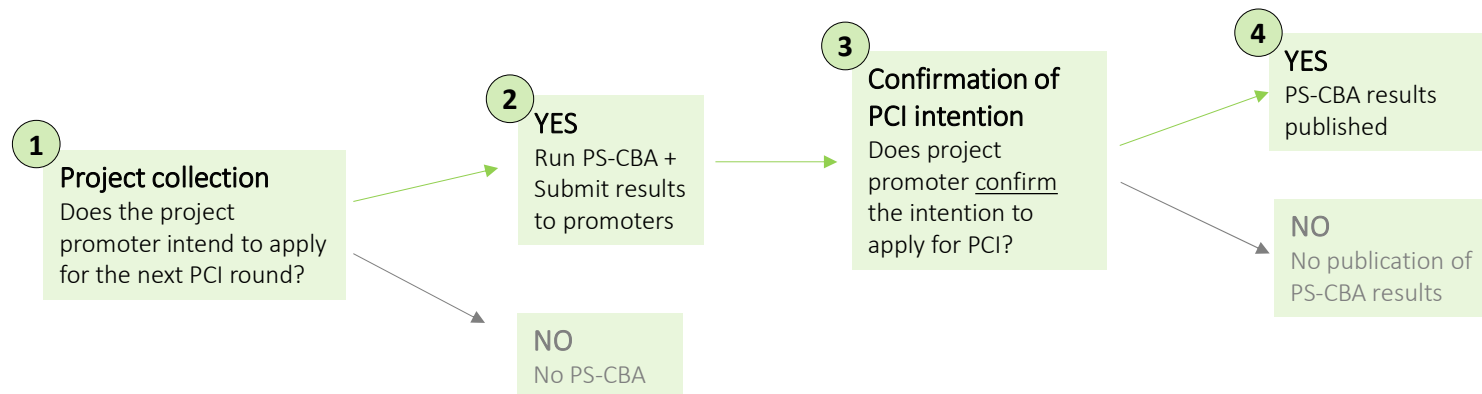 1
Project collection
Does the project
promoter intend to apply
for the next PCI round?
2
YES
Run PS-CBA +
Submit results
to promoters
NO
No PS-CBA
3
Confirmation of
PCI intention
Does project
promoter confirm
the intention to
apply for PCI?
4
YES
PS-CBA results
published
NO
No publication of
PS-CBA results